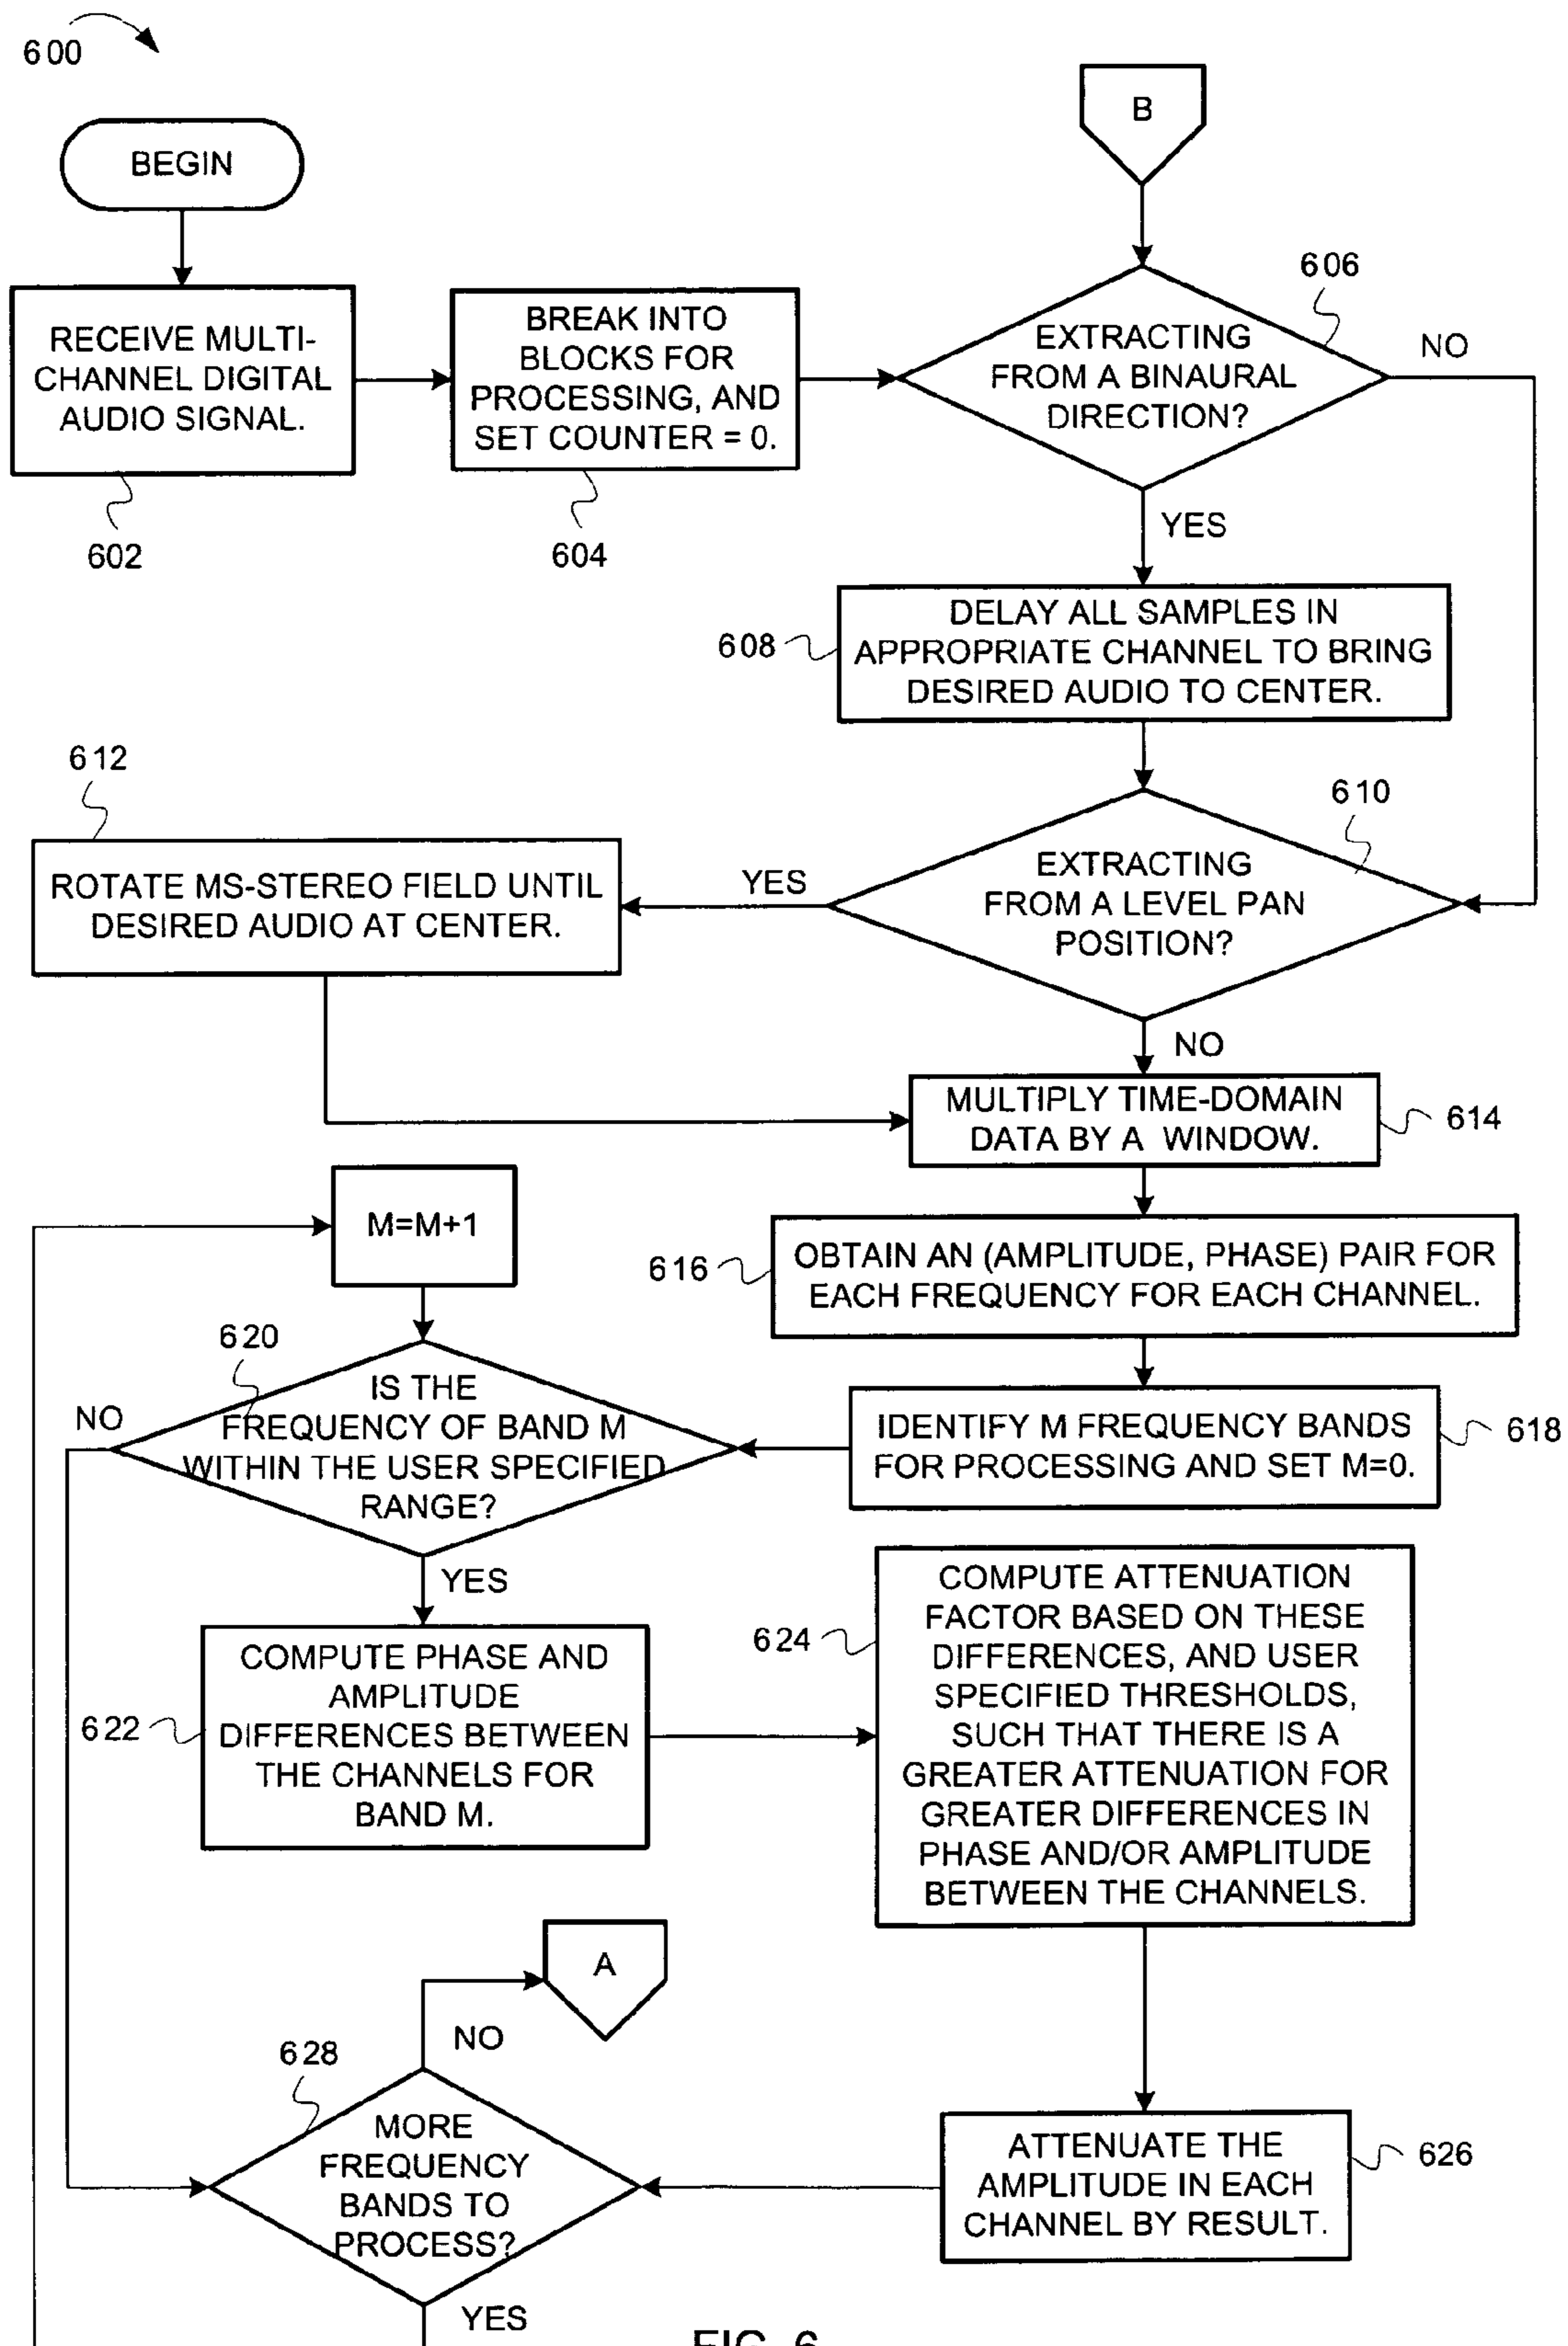 600
BEGIN
B
RECEIVE MULTI-
CHANNEL DIGITAL
AUDIO SIGNAL.
602
BREAK INTO
BLOCKS FOR
PROCESSING, AND
SET COUNTER = 0.
604
606
EXTRACTING
FROM A BINAURAL
DIRECTION?
NO
YES
608
DELAY ALL SAMPLES IN
APPROPRIATE CHANNEL TO BRING
DESIRED AUDIO TO CENTER.
610
EXTRACTING
FROM A LEVEL PAN
POSITION?
YES
612
ROTATE MS-STEREO FIELD UNTIL
DESIRED AUDIO AT CENTER.
NO
MULTIPLY TIME-DOMAIN
DATA BY A WINDOW.
614
616
OBTAIN AN (AMPLITUDE, PHASE) PAIR FOR
EACH FREQUENCY FOR EACH CHANNEL.
IDENTIFY M FREQUENCY BANDS
FOR PROCESSING AND SET M=0.
618
M=M+1
620
IS THE
FREQUENCY OF BAND M
WITHIN THE USER SPECIFIED
RANGE?
NO
YES
622
COMPUTE PHASE AND
AMPLITUDE
DIFFERENCES BETWEEN
THE CHANNELS FOR
BAND M.
624
COMPUTE ATTENUATION
FACTOR BASED ON THESE
DIFFERENCES, AND USER
SPECIFIED THRESHOLDS,
SUCH THAT THERE IS A
GREATER ATTENUATION FOR
GREATER DIFFERENCES IN
PHASE AND/OR AMPLITUDE
BETWEEN THE CHANNELS.
ATTENUATE THE
AMPLITUDE IN EACH
CHANNEL BY RESULT.
626
628
MORE
FREQUENCY
BANDS TO
PROCESS?
NO
A
YES
FIG. 6